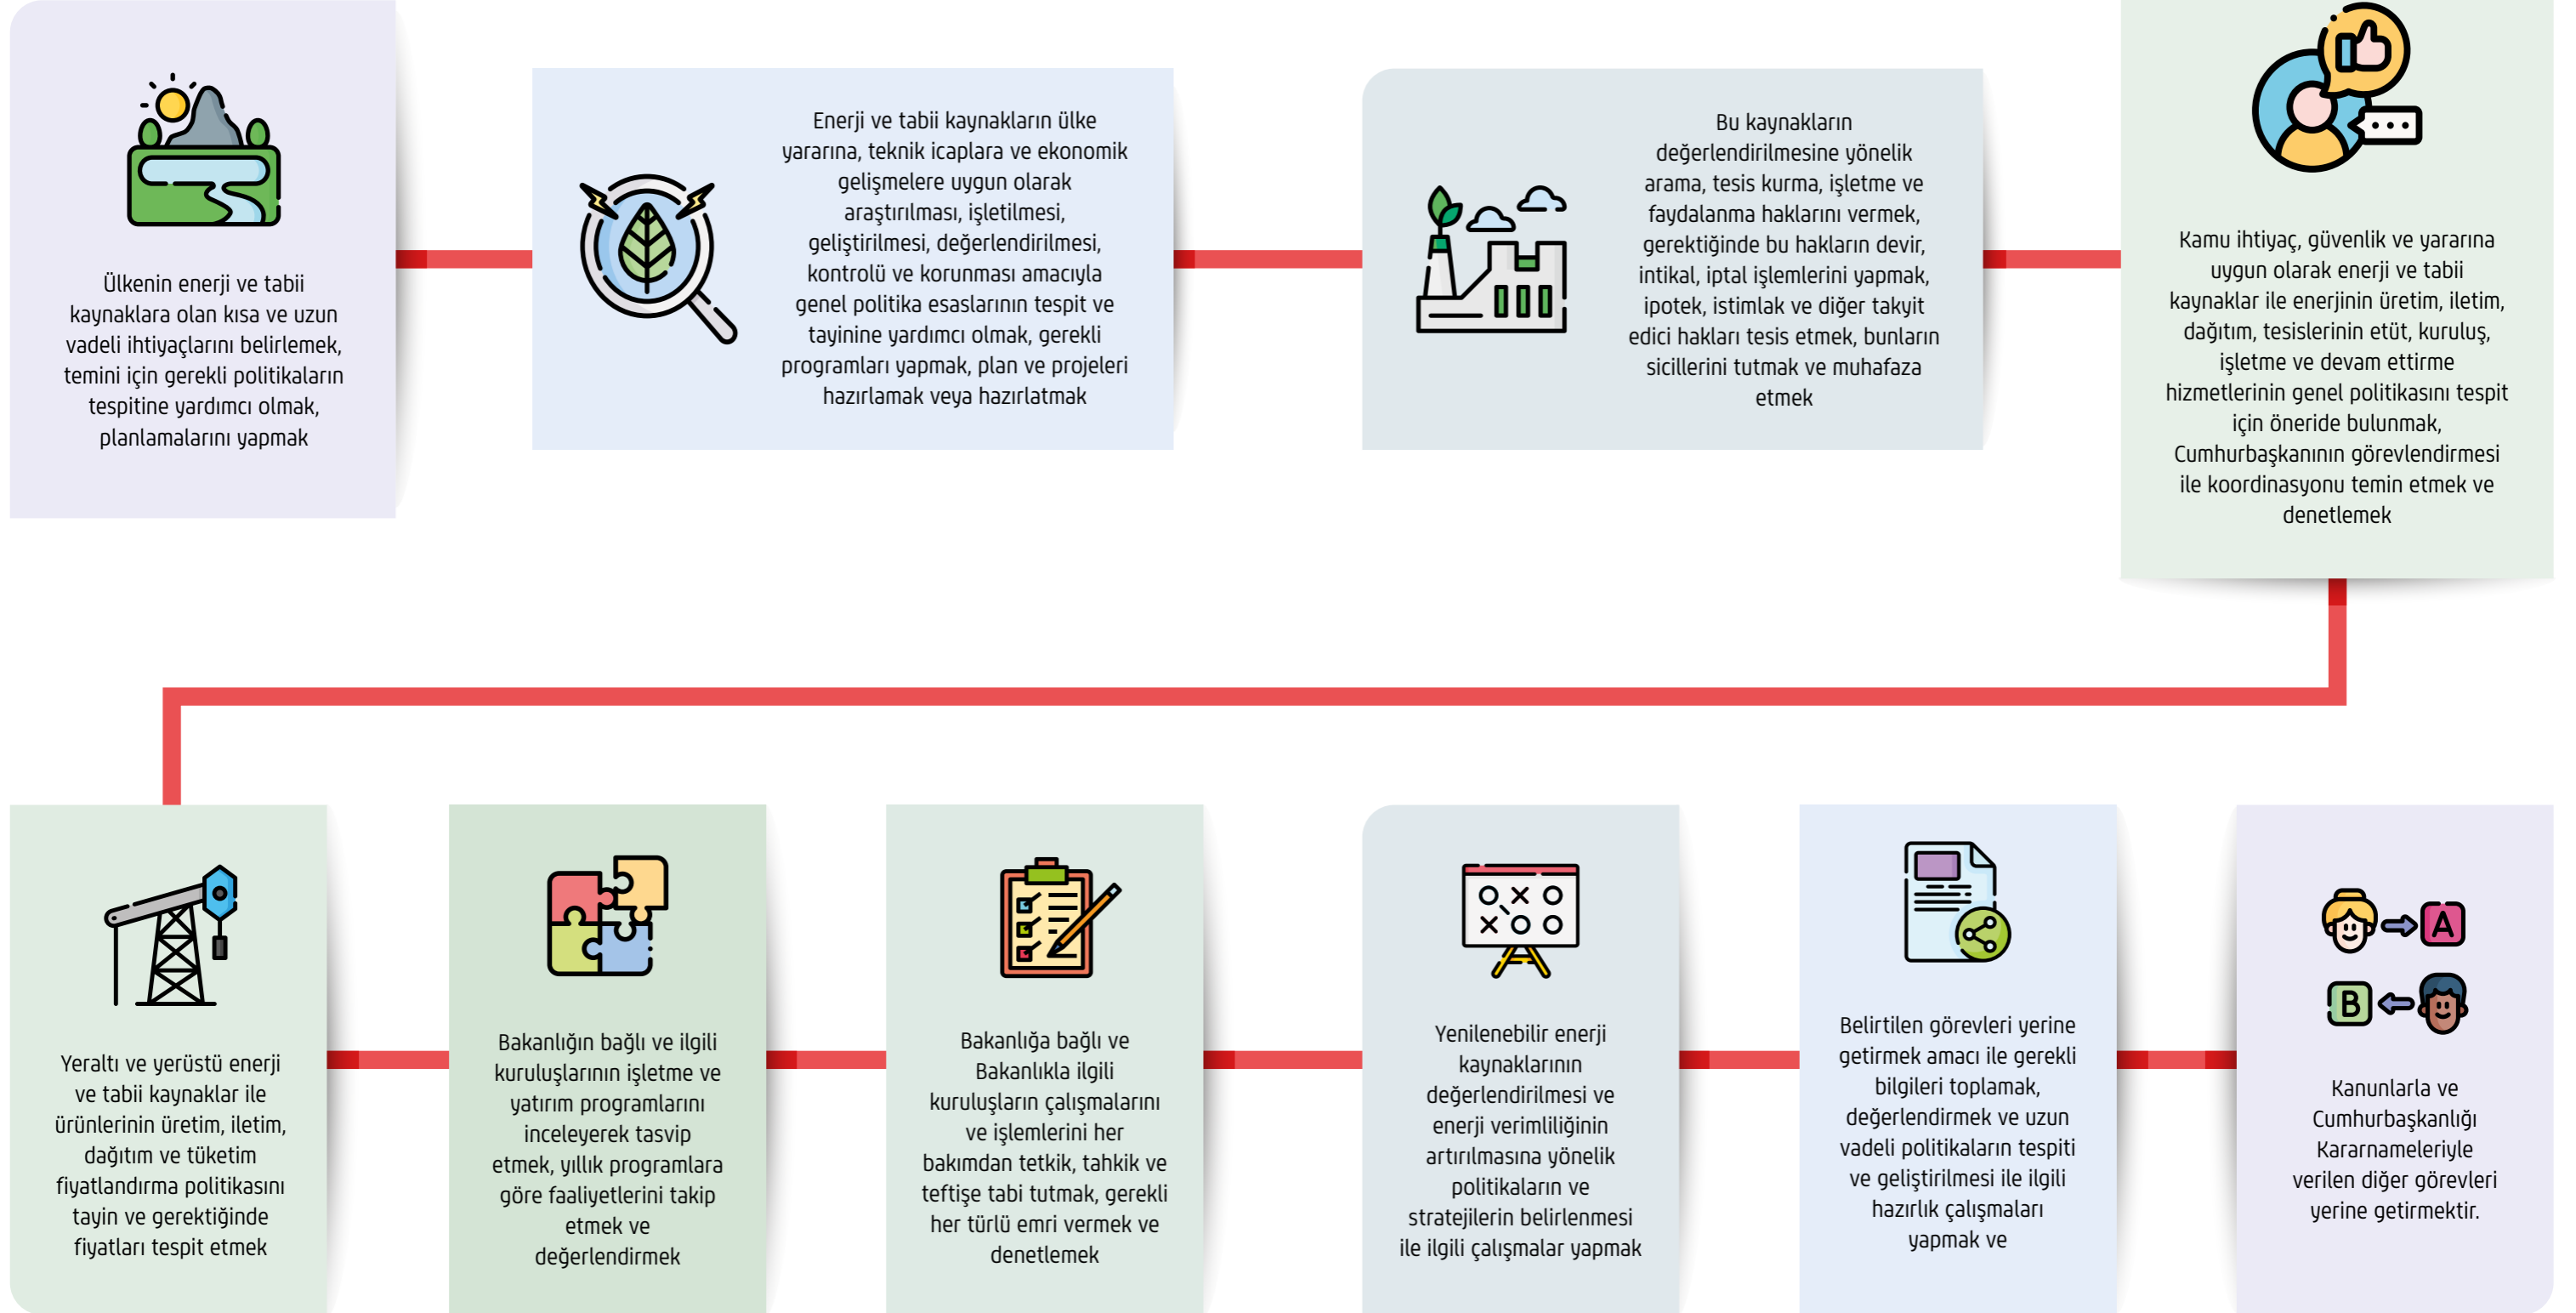 Ülkenin enerji ve tabii
kaynaklara olan kısa ve uzun
vadeli ihtiyaçlarını belirlemek,
temini için gerekli politikaların
tespitine yardımcı olmak,
planlamalarını yapmak
Enerji ve tabii kaynakların ülke
yararına, teknik icaplara ve ekonomik
gelişmelere uygun olarak
araştırılması, işletilmesi,
geliştirilmesi, değerlendirilmesi,
kontrolü ve korunması amacıyla
genel politika esaslarının tespit ve
tayinine yardımcı olmak, gerekli
programları yapmak, plan ve projeleri
hazırlamak veya hazırlatmak
Bu kaynakların
değerlendirilmesine yönelik
arama, tesis kurma, işletme ve
faydalanma haklarını vermek,
gerektiğinde bu hakların devir,
intikal, iptal işlemlerini yapmak,
ipotek, istimlak ve diğer takyit
edici hakları tesis etmek, bunların
sicillerini tutmak ve muhafaza
etmek
Kamu ihtiyaç, güvenlik ve yararına
uygun olarak enerji ve tabii
kaynaklar ile enerjinin üretim, iletim,
dağıtım, tesislerinin etüt, kuruluş,
işletme ve devam ettirme
hizmetlerinin genel politikasını tespit
için öneride bulunmak,
Cumhurbaşkanının görevlendirmesi
ile koordinasyonu temin etmek ve
denetlemek
Yeraltı ve yerüstü enerji
ve tabii kaynaklar ile
ürünlerinin üretim, iletim,
dağıtım ve tüketim
fiyatlandırma politikasını
tayin ve gerektiğinde
fiyatları tespit etmek
Bakanlığın bağlı ve ilgili
kuruluşlarının işletme ve
yatırım programlarını
inceleyerek tasvip
etmek, yıllık programlara
göre faaliyetlerini takip
etmek ve
değerlendirmek
Bakanlığa bağlı ve
Bakanlıkla ilgili
kuruluşların çalışmalarını
ve işlemlerini her
bakımdan tetkik, tahkik ve
teftişe tabi tutmak, gerekli
her türlü emri vermek ve
denetlemek
Yenilenebilir enerji
kaynaklarının
değerlendirilmesi ve
enerji verimliliğinin
artırılmasına yönelik
politikaların ve
stratejilerin belirlenmesi
ile ilgili çalışmalar yapmak
Belirtilen görevleri yerine
getirmek amacı ile gerekli
bilgileri toplamak,
değerlendirmek ve uzun
vadeli politikaların tespiti
ve geliştirilmesi ile ilgili
hazırlık çalışmaları
yapmak ve
A
B
Kanunlarla ve
Cumhurbaşkanlığı
Kararnameleriyle
verilen diğer görevleri
yerine getirmektir.